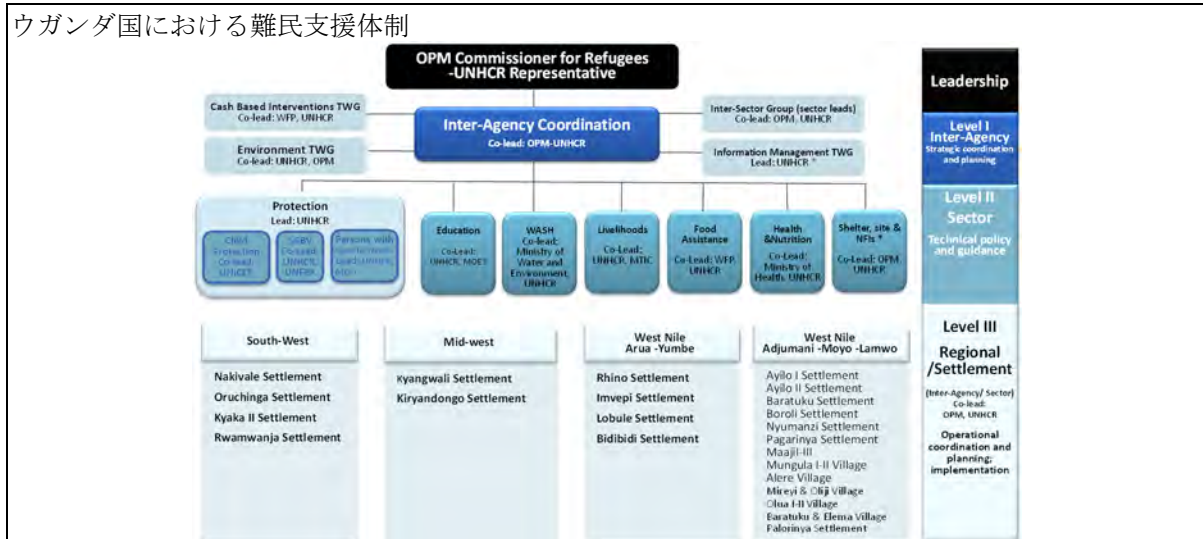 ウガンダ国における難民支援体制
OPM Commissioner for Refugees
-UNHCR Representative
Leadership
Cash Based Interventions TWG
Co-lead: WFP, UNHCR
Inter-Agency Coordination
Co-lead: OPM-UNHCR
Inter-Sector Group (sector leads)
Co-lead: OPM, UNHCR
Environment TWG
Co-lead: UNHCR, OPM
Information Management TWG
Lead: UNHCR *
Level I
Inter-Agency
Strategic coordination
and planning
Protection
Lead: UNHCR
Child
Protection
Co-lead:
UNICEF
SGBV
Co-Lead:
UNHCR,
UNFPA
Persons with
Education
Co-Lead:
UNHCR, MOES
WASH
Co-lead:
Ministry of
Water and
Environment,
UNHCR
Livelihoods
Co-Lead:
UNHCR, MTIC
Food
Assistance
Co-Lead: WFP,
UNHCR
Health
&Nutrition
Co-Lead:
Ministry of
Health, UNHCR
Shelter, site &
NFIs *
Co-Lead: OPM,
UNHCR
Level II
Sector
Technical policy
and guidance
South-West
Nakivale Settlement
Oruchinga Settlement
Kyaka II Settlement
Rwamwanja Settlement
Mid-west
Kyangwali Settlement
Kiryandongo Settlement
West Nile
Arua -Yumbe
Rhino Settlement
Imvepi Settlement
Lobule Settlement
Bidibidi Settlement
West Nile
Adjumani -Moyo -Lamwo
Ayilo I Settlement
Ayilo II Settlement
Baratuku Settlement
Boroli Settlement
Nyumanzi Settlement
Pagarinya Settlement
MaajiI-III
Mungula I-II Village
Alere Village
Mireyi & Oliji Village
Olua I-II Village
Baratuku & Elema Village
Palorinya Settlement
Level III
Regional
/Settlement
(Inter-Agency/ Sector)
Co-lead:
OPM, UNHCR
Operational
coordination and
planning;
implementation